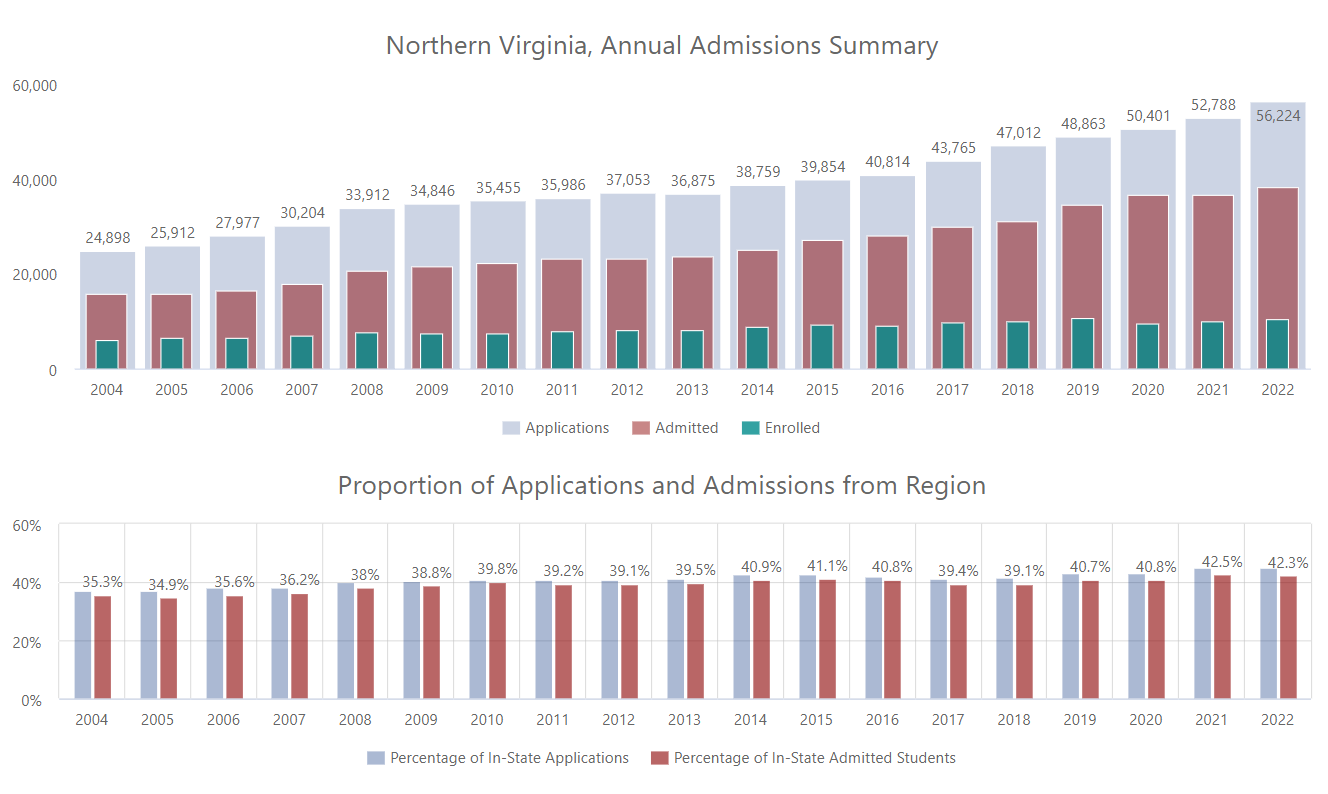 Northern Virginia, Annual Admissions Summary
60,000
40,000
20,000
0
24,898 25,912 27,977 30,204 33,912 34,846 35,455 35,986 37,053 36,875 38,759 39,854 40,814 43,765 47,012 48,863 50,401 52,788 56,224
2004 2005 2006 2007 2008 2009 2010 2011 2012 2013 2014 2015 2016 2017 2018 2019 2020 2021 2022
Applications Admitted Enrolled
Proportion of Applications and Admissions from Region
60%
40%
20%
0%
35.3% 34.9% 35.6% 36.2% 38% 38.8% 39.8% 39.2% 39.1% 39.5% 40.9% 41.1% 40.8% 39.4% 39.1% 40.7% 40.8% 42.5% 42.3%
2004 2005 2006 2007 2008 2009 2010 2011 2012 2013 2014 2015 2016 2017 2018 2019 2020 2021 2022
Percentage of In-State Applications Percentage of In-State Admitted Students